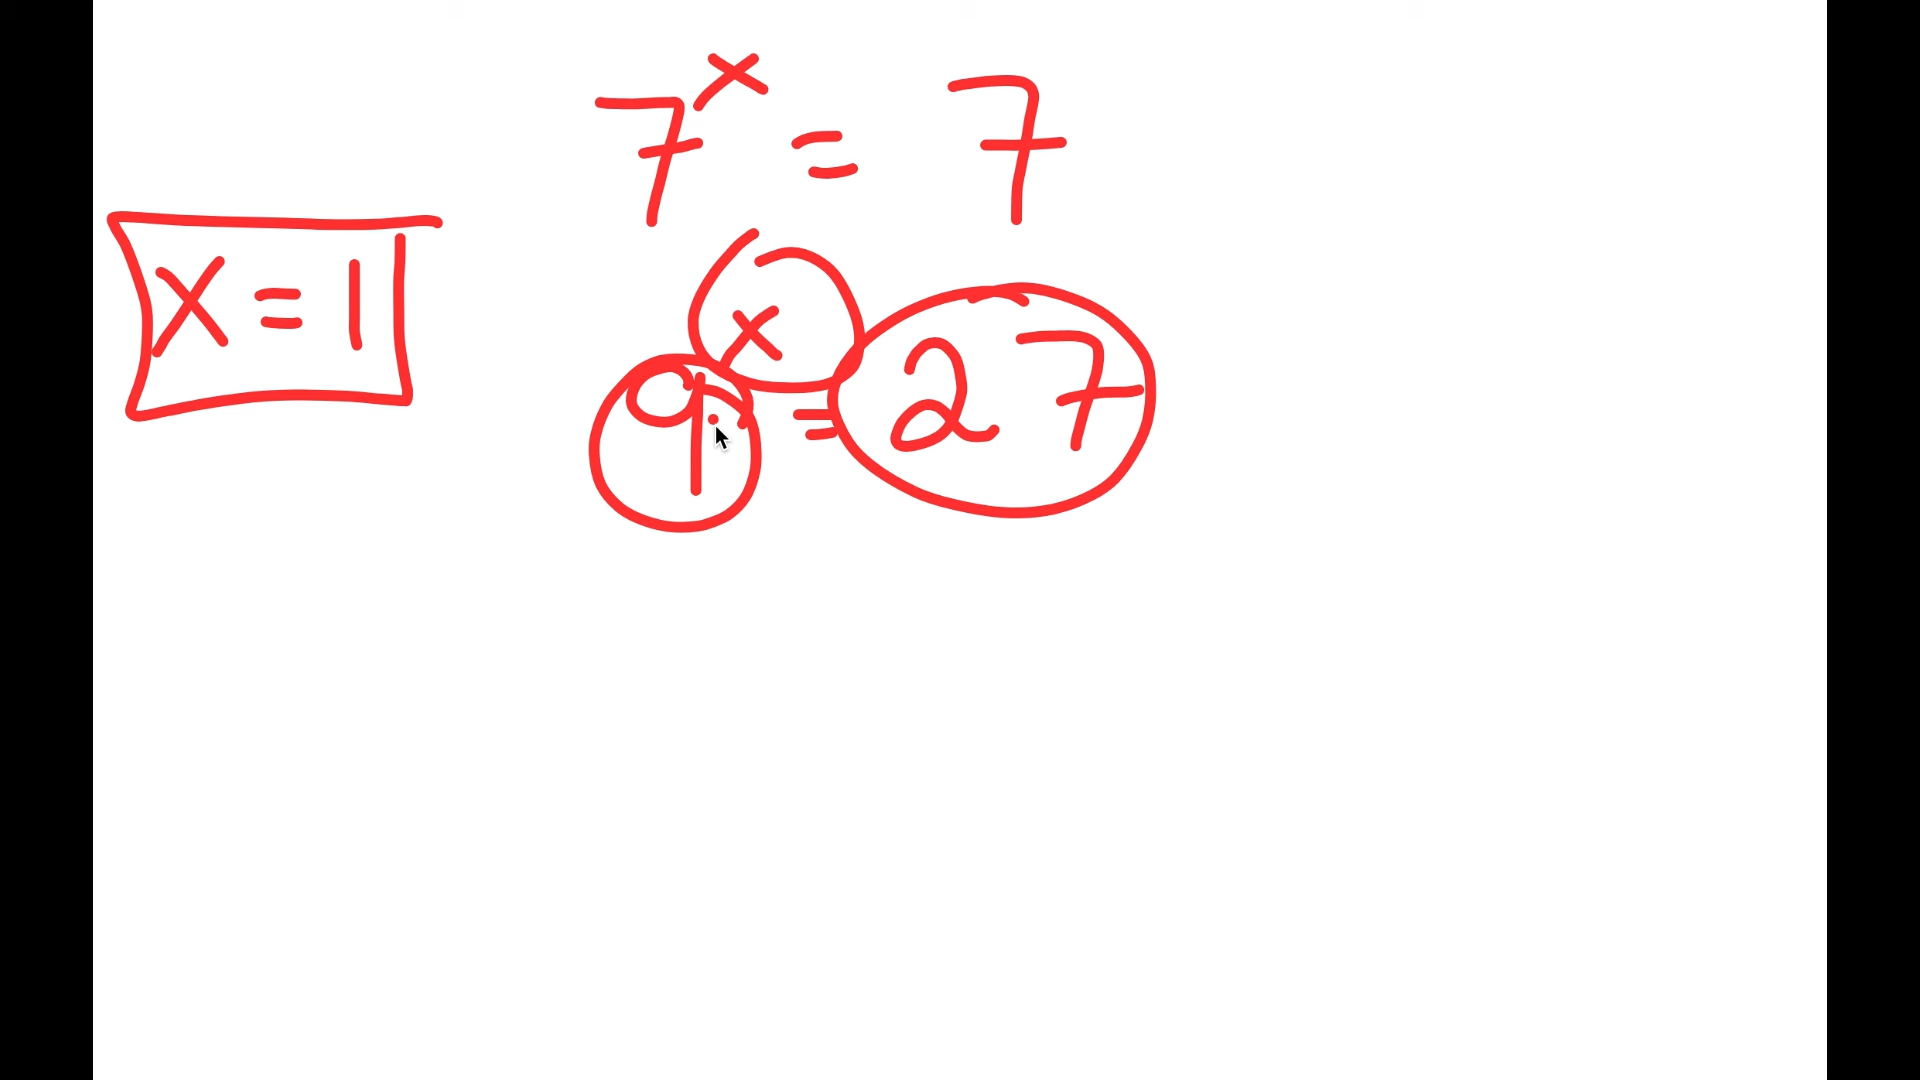 7^x = 7
x = 1
9^x = 27